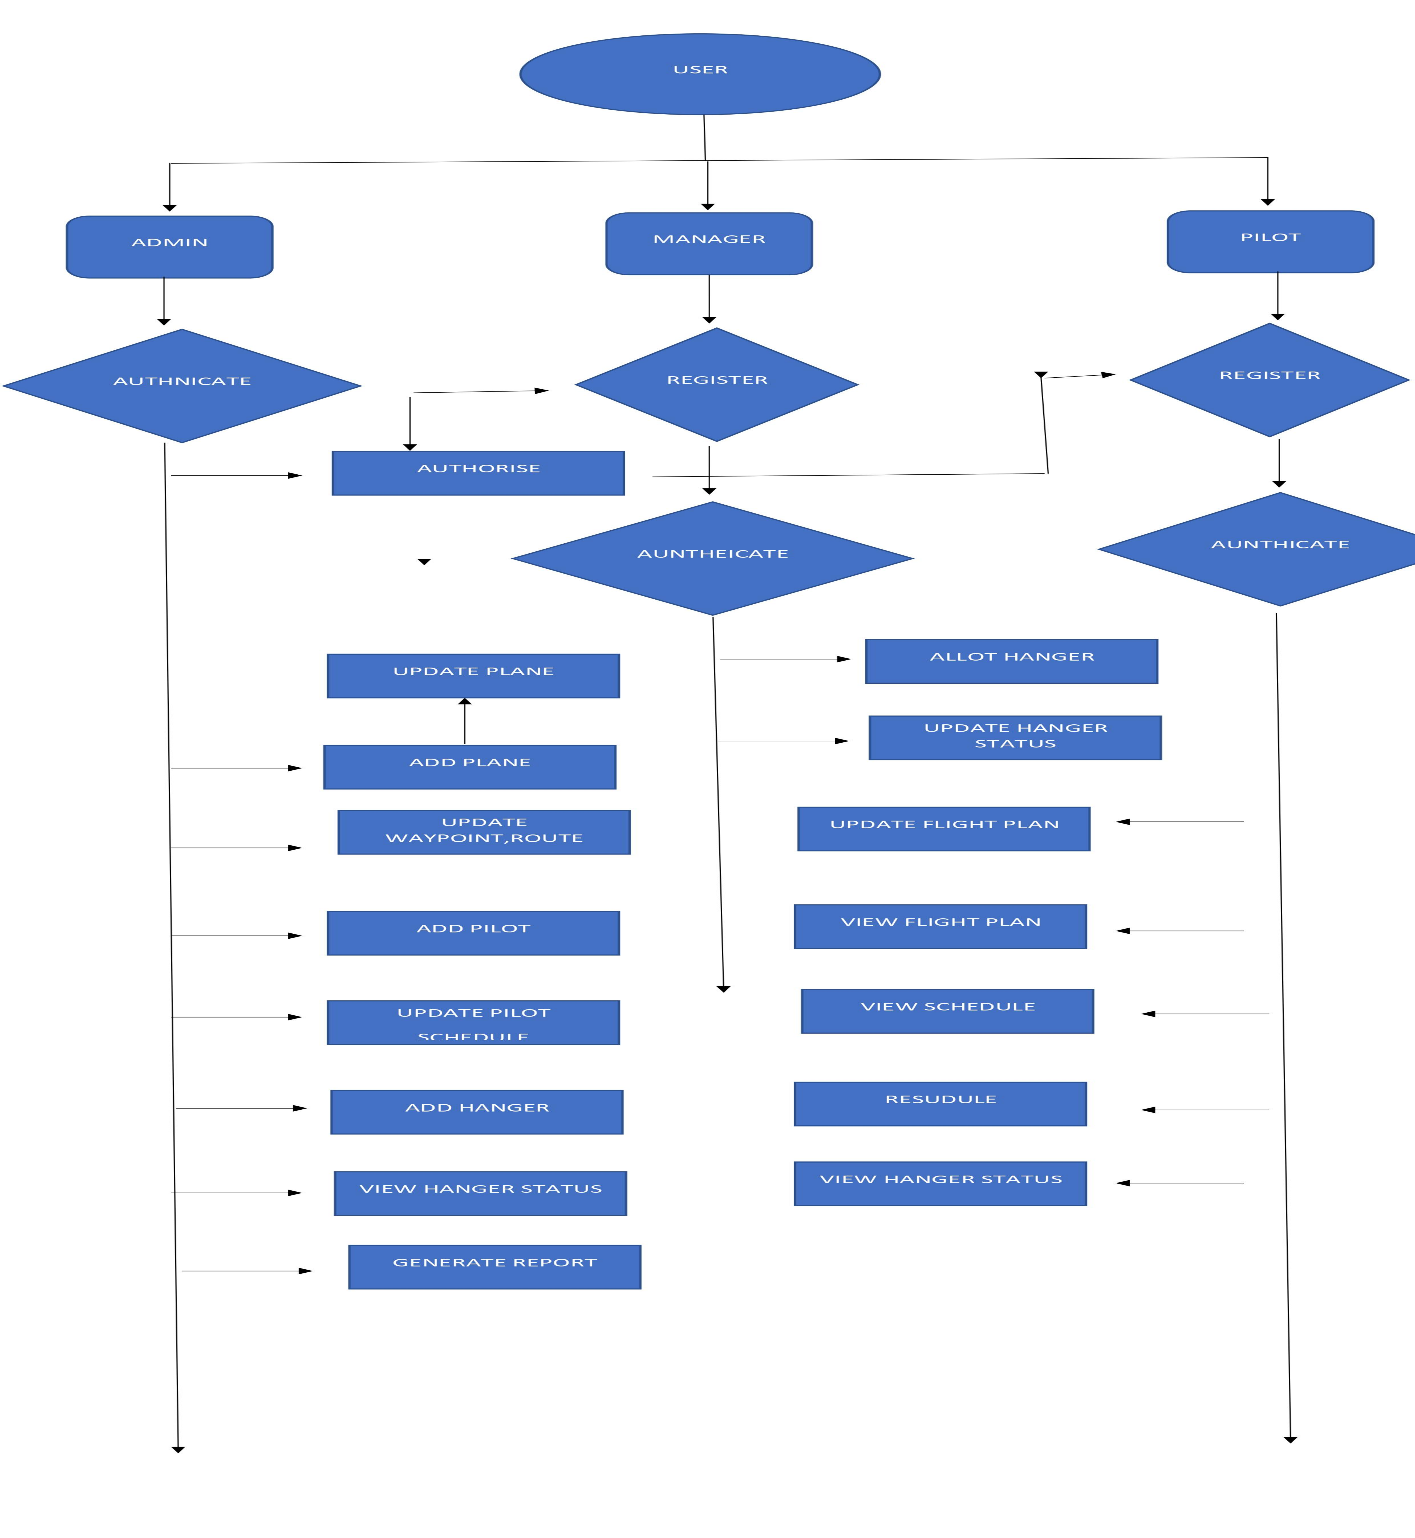 USER
ADMIN
MANAGER
PILOT
AUTHNICATE
REGISTER
REGISTER
AUTHORISE
AUNTHEICATE
AUNTHICATE
UPDATE PLANE
ALLOT HANGER
UPDATE HANGER
STATUS
ADD PLANE
UPDATE
WAYPOINT,ROUTE
UPDATE FLIGHT PLAN
ADD PILOT
VIEW FLIGHT PLAN
UPDATE PILOT
SCHEDULE
VIEW SCHEDULE
ADD HANGER
RESUDULE
VIEW HANGER STATUS
VIEW HANGER STATUS
GENERATE REPORT